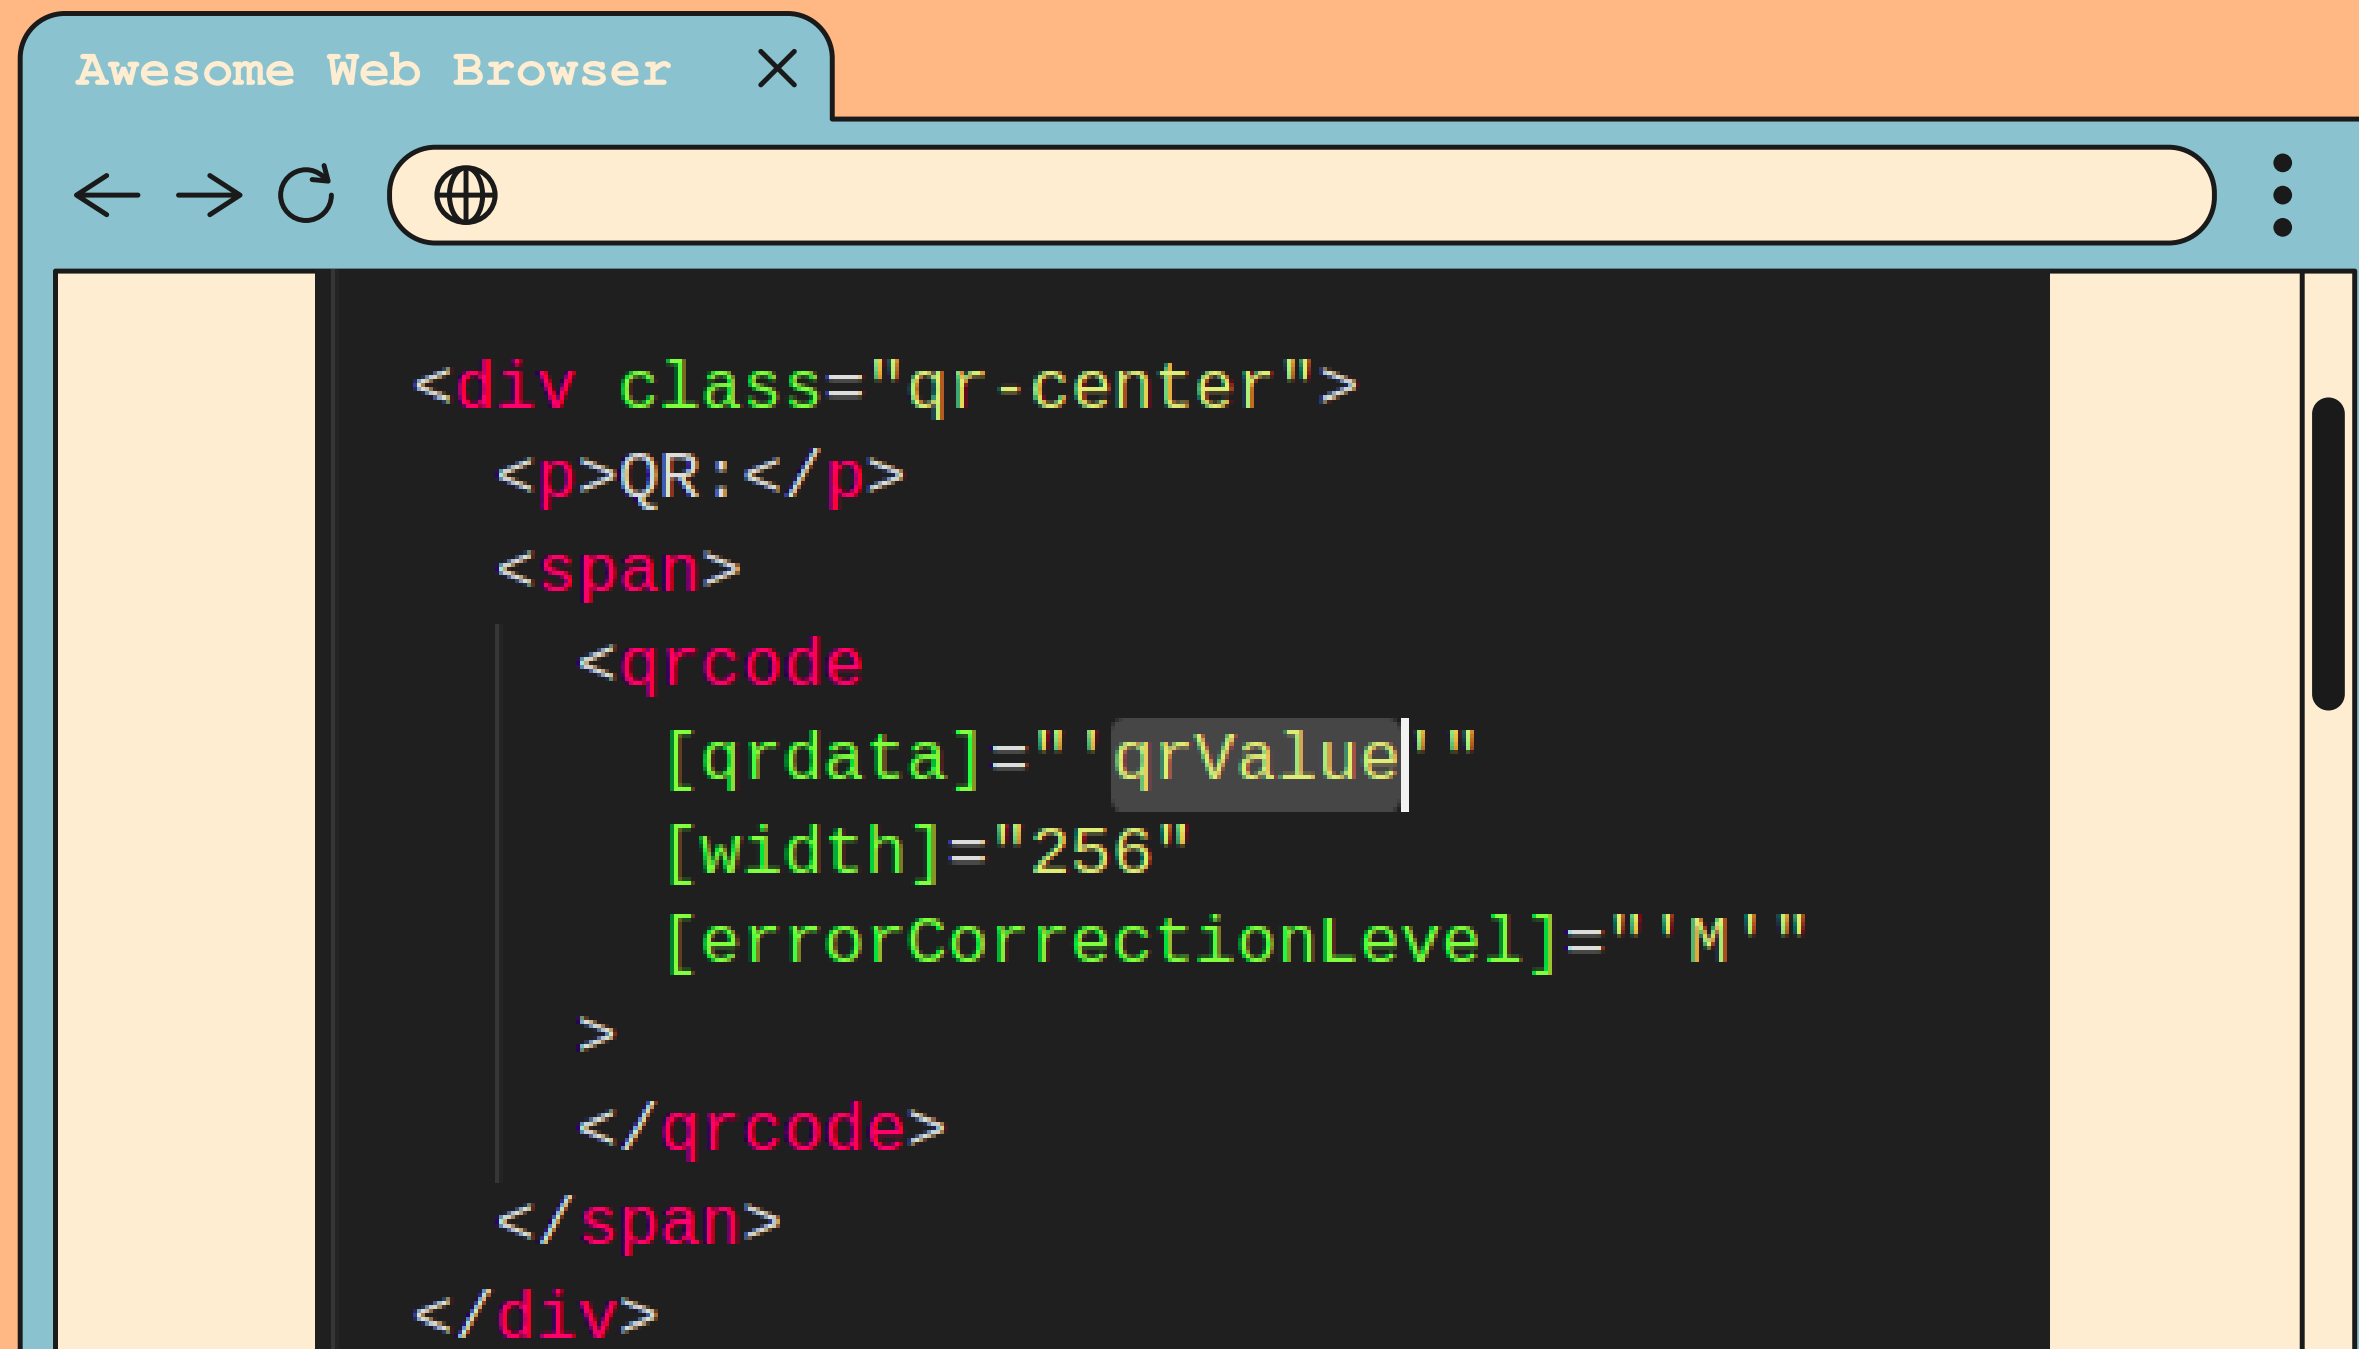 Awesome Web Browser
<div class="qr-center">
<p>QR:</p>
<span>
<qrcode
[qrdata]="'qrValue'"
[width]="256"
[errorCorrectionLevel]="'M'"
>
</qrcode>
</span>
</div>